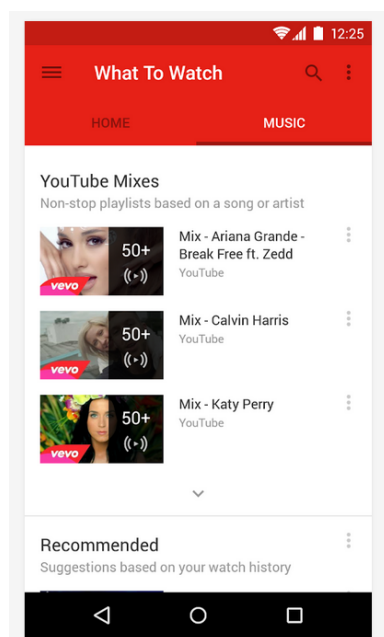 12:25
What To Watch
HOME
MUSIC
YouTube Mixes
Non-stop playlists based on a song or artist
50+
vevo
Mix - Ariana Grande -
Break Free ft. Zedd
YouTube
50+
vevo
Mix - Calvin Harris
YouTube
50+
vevo
Mix - Katy Perry
YouTube
Recommended
Suggestions based on your watch history